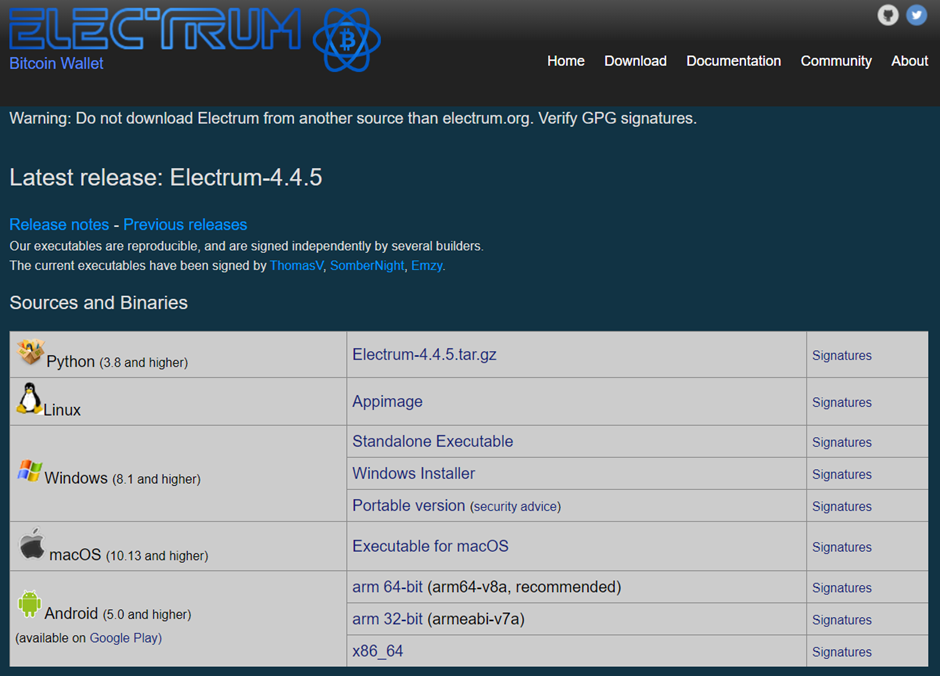 ELECTRUM
Bitcoin Wallet
Home Download Documentation Community About
Warning: Do not download Electrum from another source than electrum.org. Verify GPG signatures.
Latest release: Electrum-4.4.5
Release notes - Previous releases
Our executables are reproducible, and are signed independently by several builders.
The current executables have been signed by ThomasV, SomberNight, Emzy.
Sources and Binaries
Python (3.8 and higher) Electrum-4.4.5.tar.gz Signatures
Linux Appimage Signatures
Windows (8.1 and higher)
Standalone Executable Signatures
Windows Installer Signatures
Portable version (security advice) Signatures
macOS (10.13 and higher) Executable for macOS Signatures
Android (5.0 and higher)
(available on Google Play)
arm 64-bit (arm64-v8a, recommended) Signatures
arm 32-bit (armeabi-v7a) Signatures
x86_64 Signatures